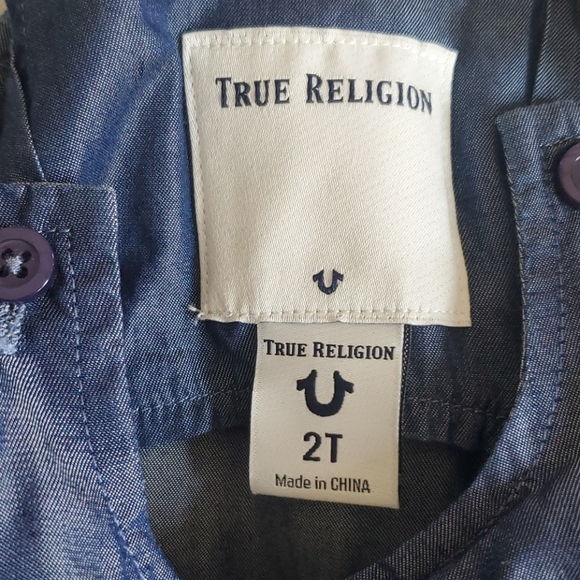 TRUE RELIGION
TRUE RELIGION
2T
Made in CHINA